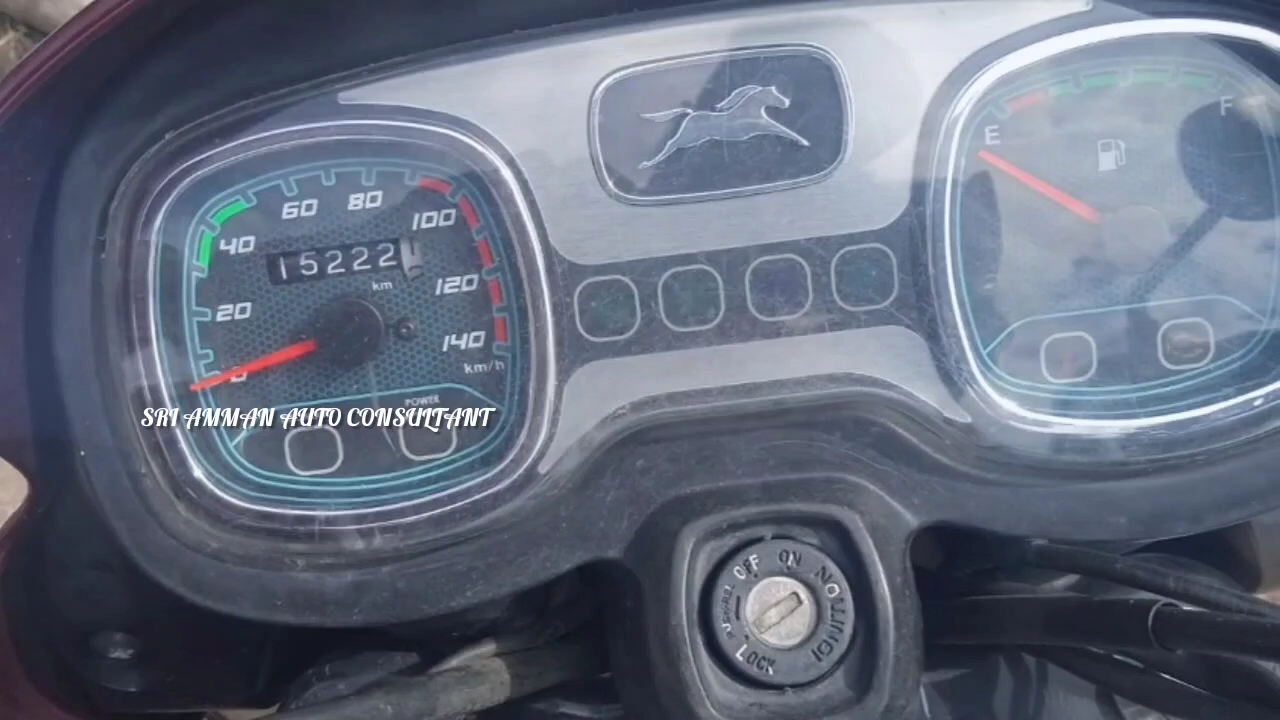 60 80
40 100
15222
km
20 120
140
km/h
0
POWER
SRI AMMAN AUTO CONSULTANT
E F
OFF ON
IGNITION
LOCK